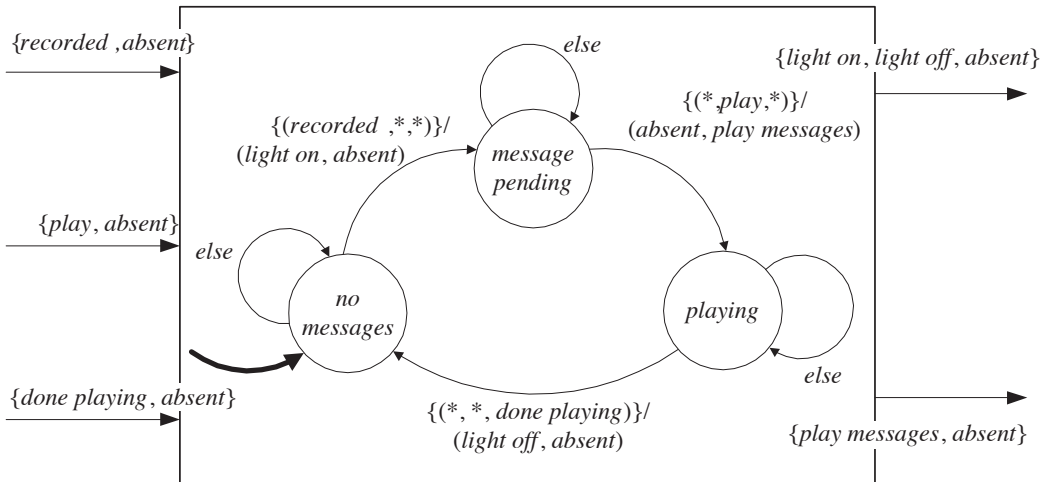 {recorded ,absent}
else
{light on, light off, absent}
{(recorded ,*,*)}/
(light on, absent)
{(*,play,*)}/
(absent, play messages)
message
pending
{play, absent}
else
no
messages
playing
else
{done playing, absent}
{(*, *, done playing)}/
(light off, absent)
{play messages, absent}